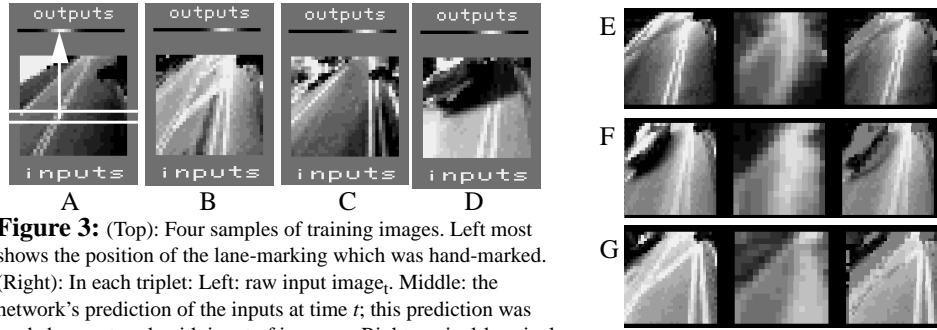 outputs outputs outputs outputs
inputs inputs inputs inputs
A B C D
Figure 3: (Top): Four samples of training images. Left most
shows the position of the lane-marking which was hand-marked.
(Right): In each triplet: Left: raw input imageₜ. Middle: the
network's prediction of the inputs at time t; this prediction was
E
F
G